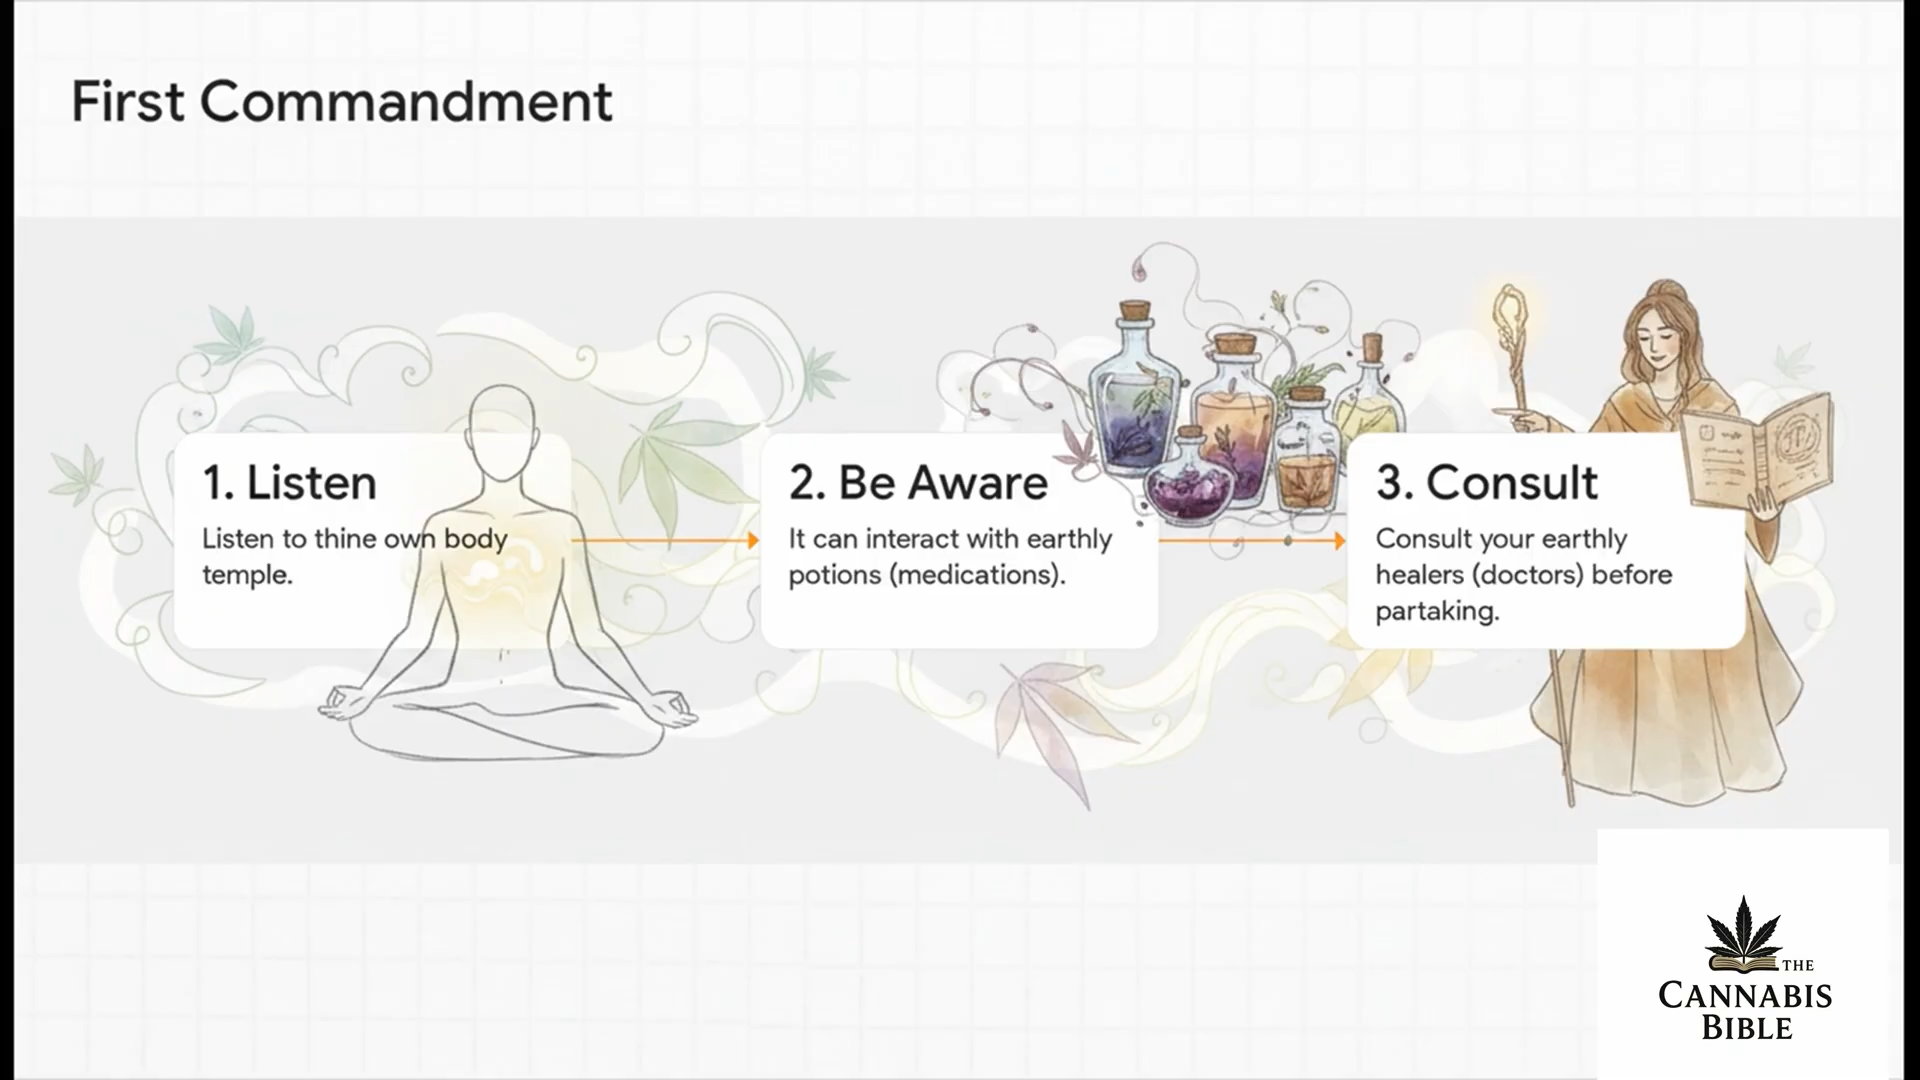 First Commandment
1. Listen
Listen to thine own body
temple.
2. Be Aware
It can interact with earthly
potions (medications).
3. Consult
Consult your earthly
healers (doctors) before
partaking.
THE
CANNABIS
BIBLE